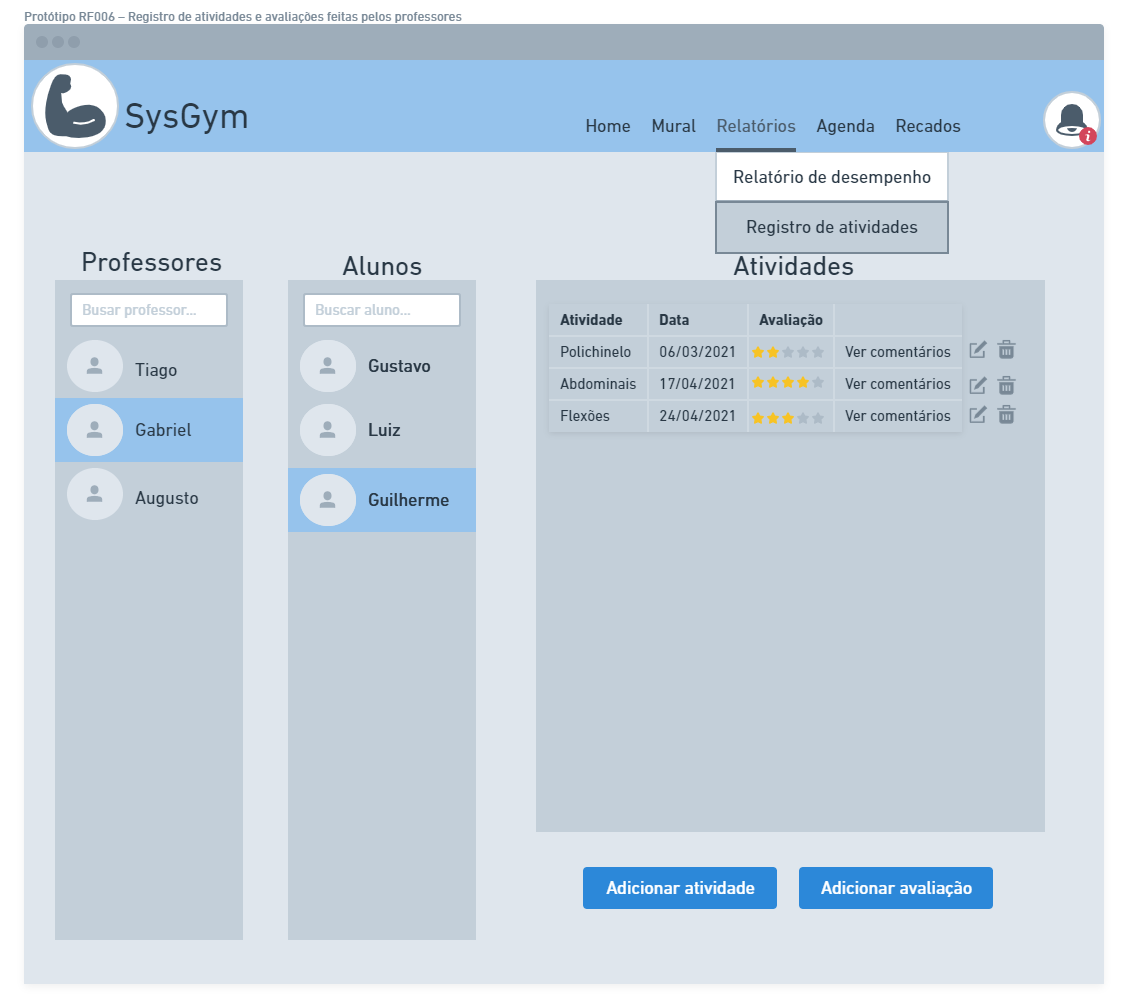 Protótipo RF006 – Registro de atividades e avaliações feitas pelos professores
SysGym
Home Mural Relatórios Agenda Recados
i
Relatório de desempenho
Registro de atividades
Professores
Busar professor...
Tiago
Gabriel
Augusto
Alunos
Buscar aluno...
Gustavo
Luiz
Guilherme
Atividades
Atividade Data Avaliação
Polichinelo 06/03/2021 Ver comentários
Abdominais 17/04/2021 Ver comentários
Flexões 24/04/2021 Ver comentários
Adicionar atividade
Adicionar avaliação